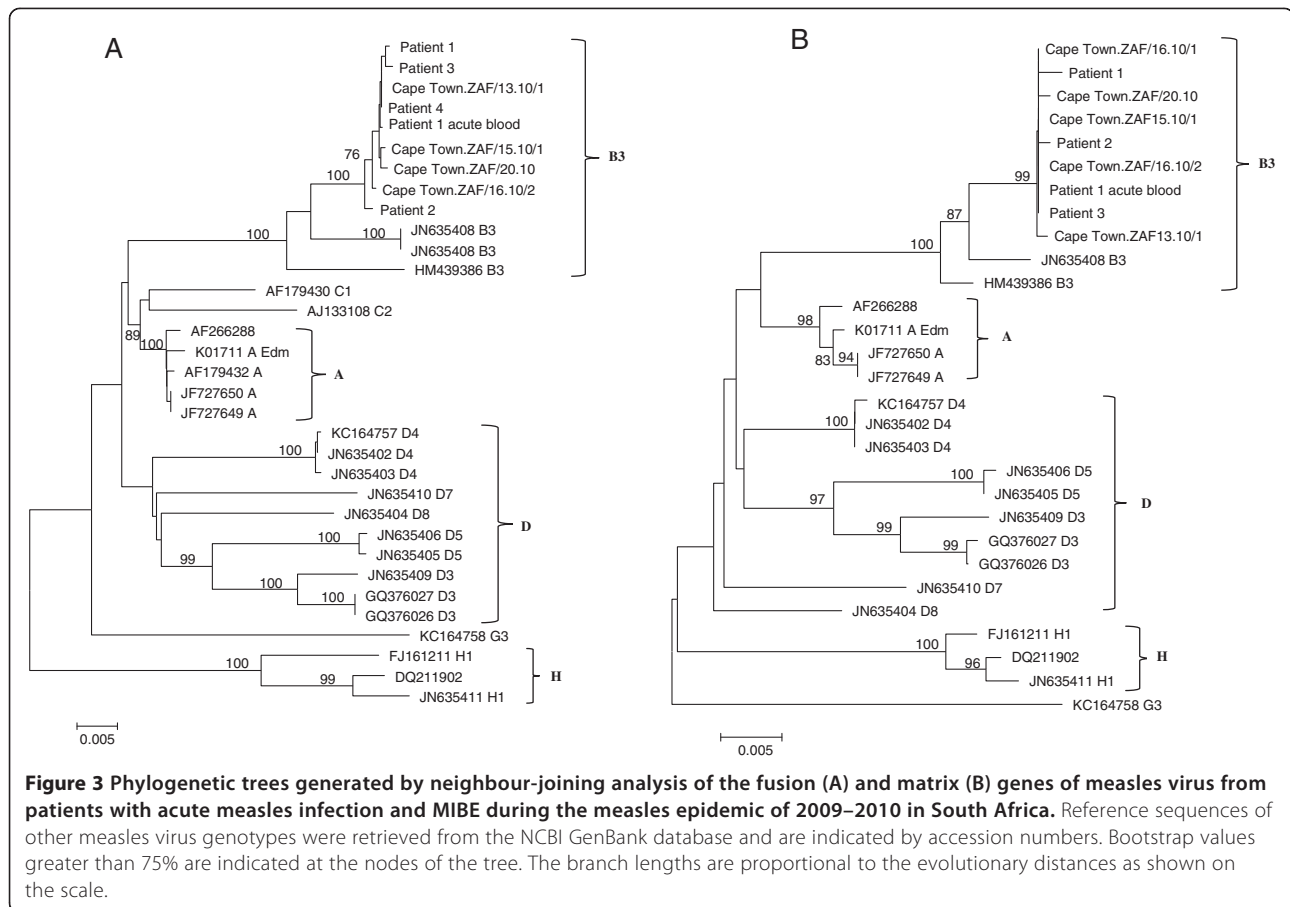 A
Patient 1
Patient 3
Cape Town.ZAF/13.10/1
Patient 4
Patient 1 acute blood
Cape Town.ZAF/15.10/1
Cape Town.ZAF/20.10
Cape Town.ZAF/16.10/2
Patient 2
JN635408 B3
JN635408 B3
HM439386 B3
AF179430 C1
AJ133108 C2
AF266288
K01711 A Edm
AF179432 A
JF727650 A
JF727649 A
KC164757 D4
JN635402 D4
JN635403 D4
JN635410 D7
JN635404 D8
JN635406 D5
JN635405 D5
JN635409 D3
GQ376027 D3
GQ376026 D3
KC164758 G3
FJ161211 H1
DQ211902
JN635411 H1
76
100
100
100
89
100
100
100
99
100
100
100
99
B3
A
D
H
0.005
B
Cape Town.ZAF/16.10/1
Patient 1
Cape Town.ZAF/20.10
Cape Town.ZAF15.10/1
Patient 2
Cape Town.ZAF/16.10/2
Patient 1 acute blood
Patient 3
Cape Town.ZAF13.10/1
JN635408 B3
HM439386 B3
AF266288
K01711 A Edm
JF727650 A
JF727649 A
KC164757 D4
JN635402 D4
JN635403 D4
JN635406 D5
JN635405 D5
JN635409 D3
GQ376027 D3
GQ376026 D3
JN635410 D7
JN635404 D8
FJ161211 H1
DQ211902
JN635411 H1
KC164758 G3
99
87
100
98
83
94
100
100
97
99
99
100
96
B3
A
D
H
0.005
Figure 3 Phylogenetic trees generated by neighbour-joining analysis of the fusion (A) and matrix (B) genes of measles virus from
patients with acute measles infection and MIBE during the measles epidemic of 2009–2010 in South Africa. Reference sequences of
other measles virus genotypes were retrieved from the NCBI GenBank database and are indicated by accession numbers. Bootstrap values
greater than 75% are indicated at the nodes of the tree. The branch lengths are proportional to the evolutionary distances as shown on
the scale.